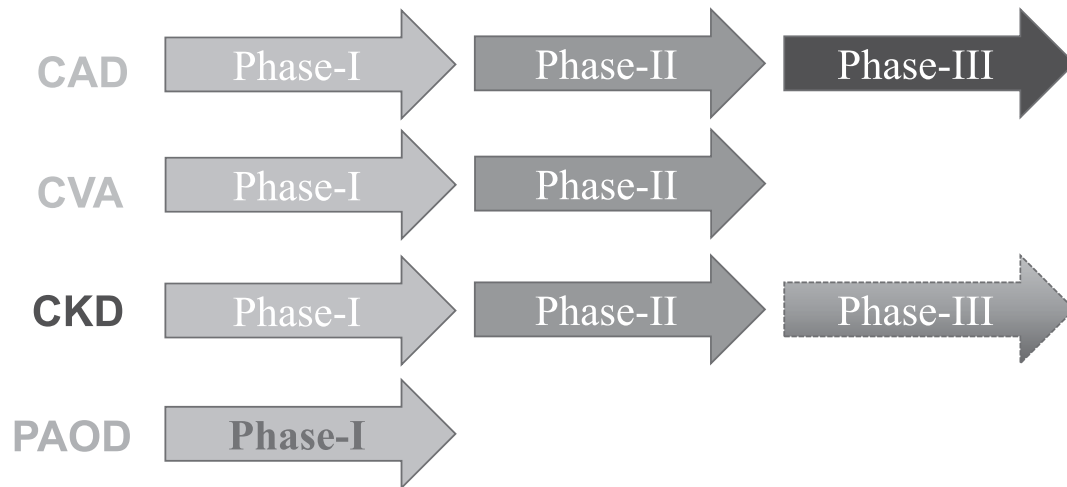 CAD Phase-I Phase-II Phase-III
CVA Phase-I Phase-II
CKD Phase-I Phase-II Phase-III
PAOD Phase-I